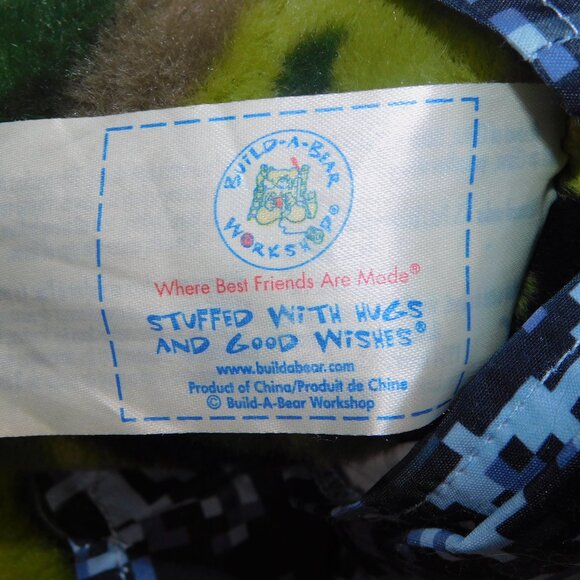 BUILD-A-BEAR
WORKSHOP®
Where Best Friends Are Made®
STUFFED WITH HUGS
AND GOOD WISHES®
www.buildabear.com
Product of China/Produit de Chine
© Build-A-Bear Workshop